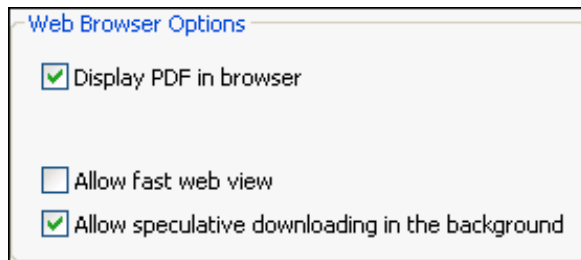 Web Browser Options
Display PDF in browser
Allow fast web view
Allow speculative downloading in the background